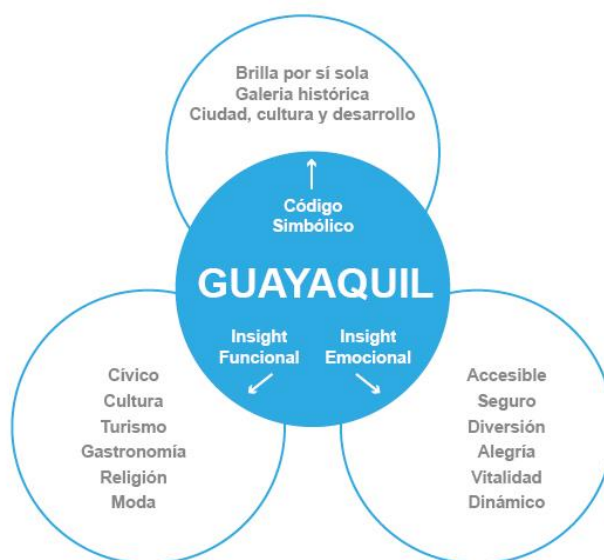 Brilla por sí sola
Galeria histórica
Ciudad, cultura y desarrollo
Código
Simbólico
GUAYAQUIL
Insight
Funcional
Insight
Emocional
Cívico
Cultura
Turismo
Gastronomía
Religión
Moda
Accesible
Seguro
Diversión
Alegría
Vitalidad
Dinámico